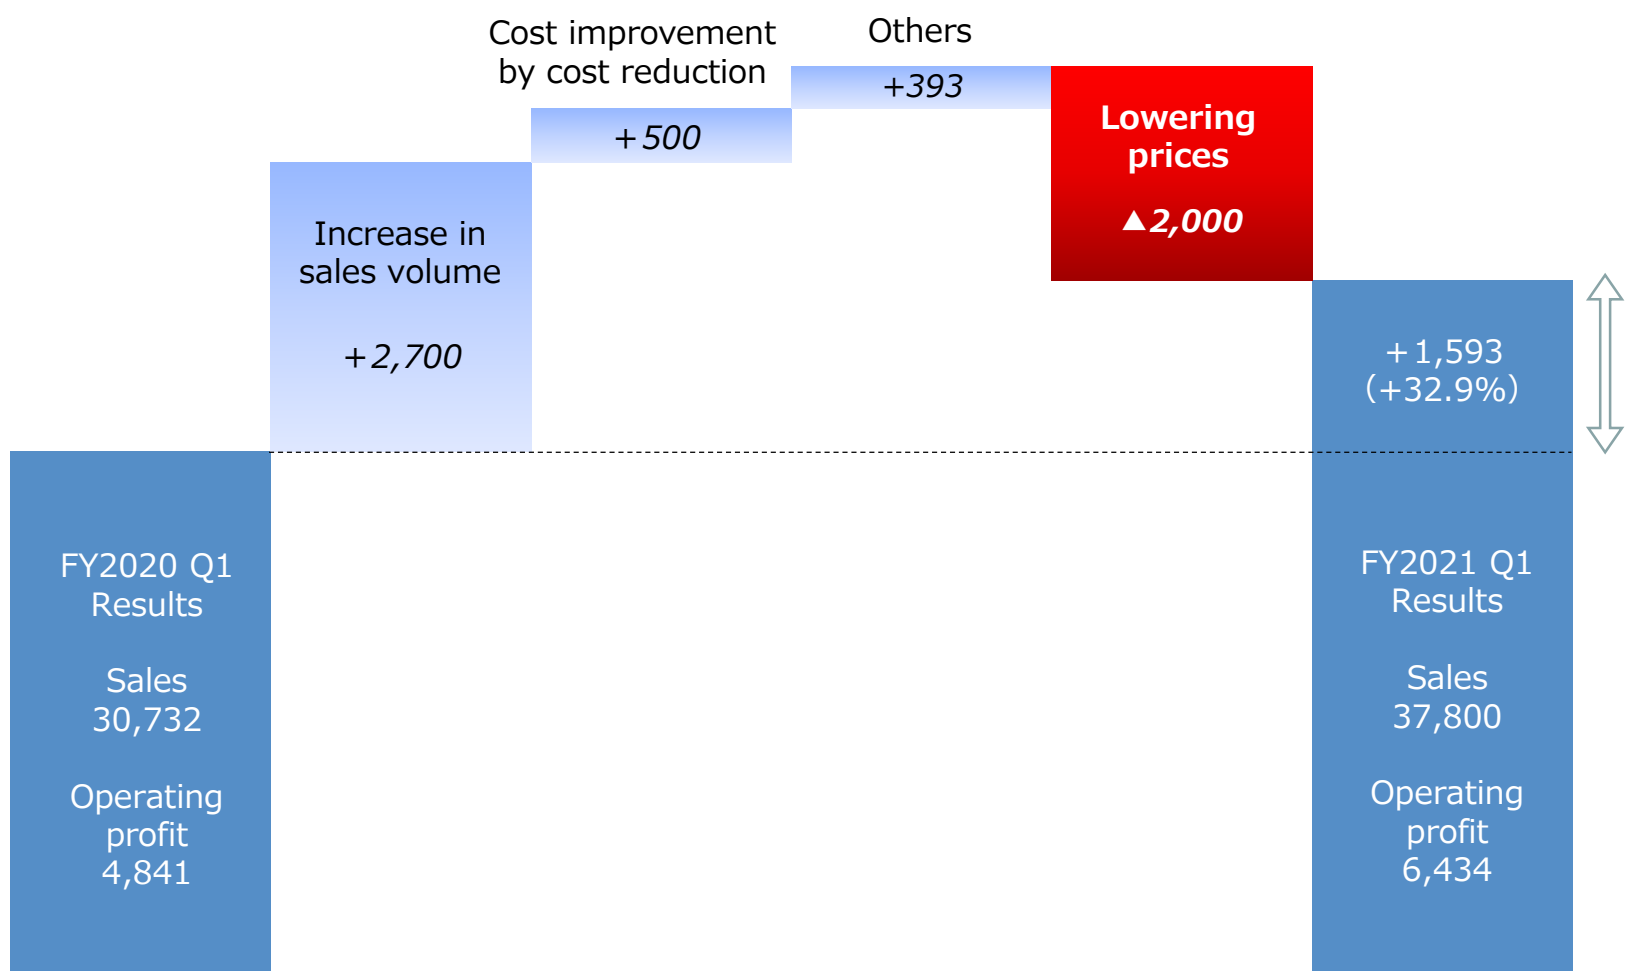 Cost improvement
by cost reduction
Others
+393
+500
Lowering
prices
▲2,000
Increase in
sales volume
+2,700
+1,593
(+32.9%)
FY2020 Q1
Results
Sales
30,732
Operating
profit
4,841
FY2021 Q1
Results
Sales
37,800
Operating
profit
6,434